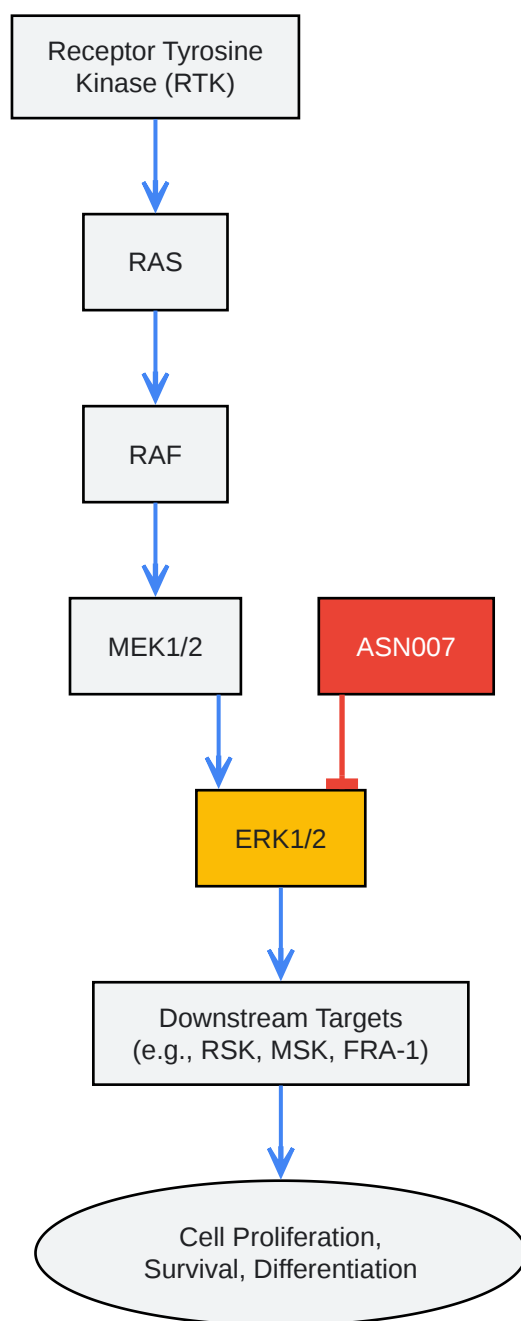 Receptor Tyrosine
Kinase (RTK)
RAS
RAF
MEK1/2
ASN007
ERK1/2
Downstream Targets
(e.g., RSK, MSK, FRA-1)
Cell Proliferation,
Survival, Differentiation